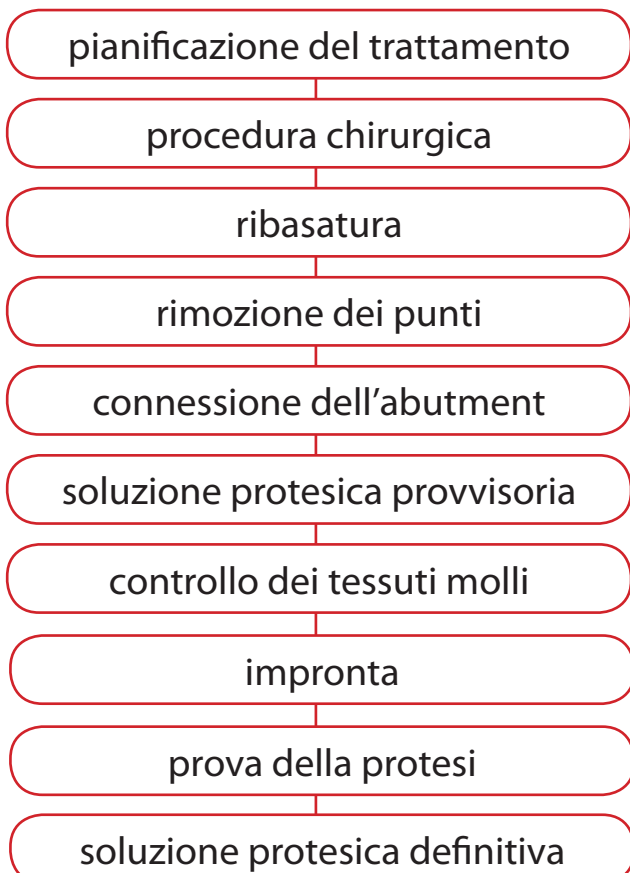 pianificazione del trattamento
procedura chirurgica
ribasatura
rimozione dei punti
connessione dell’abutment
soluzione protesica provvisoria
controllo dei tessuti molli
impronta
prova della protesi
soluzione protesica definitiva